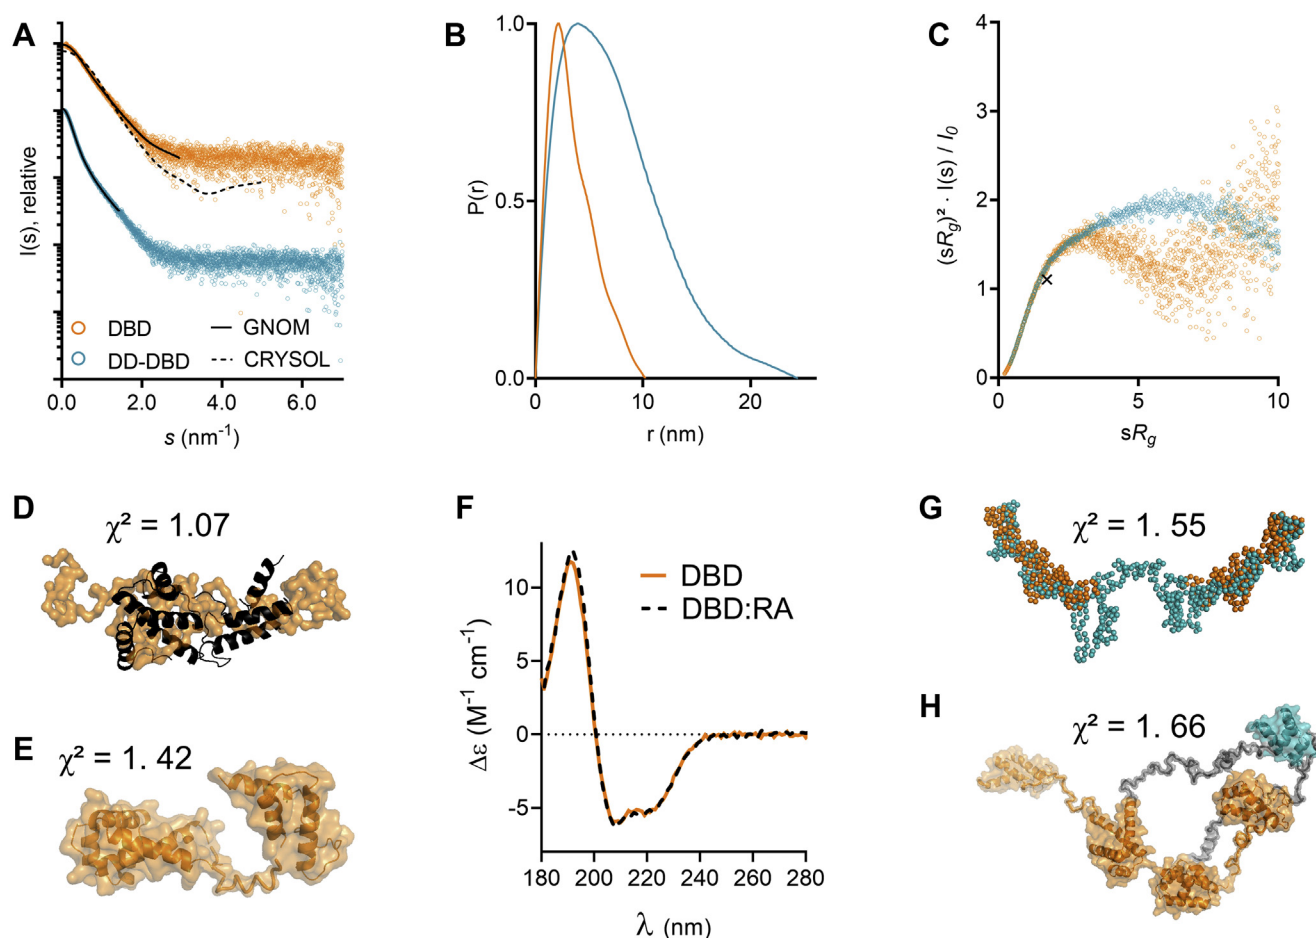 A
I(s), relative
DBD
DD-DBD
GNOM
CRYSOL
0.0 2.0 4.0 6.0
s (nm⁻¹)
B
1.0
0.5
0.0
P(r)
0 10 20
r (nm)
C
4
3
2
1
0
(sRg)² · I(s) / I0
0 5 10
sRg
D
χ² = 1.07
E
χ² = 1. 42
F
DBD
DBD:RA
10
5
0
-5
Δε (M⁻¹ cm⁻¹)
180 200 220 240 260 280
λ (nm)
G
χ² = 1. 55
H
χ² = 1. 66